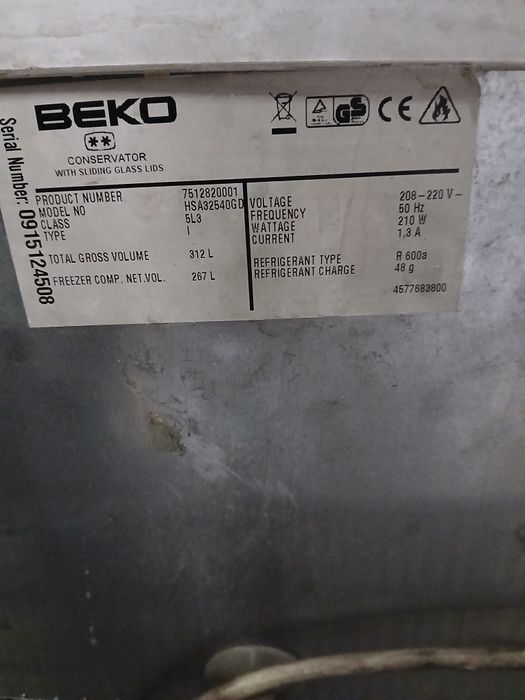 BEKO
CONSERVATOR
WITH SLIDING GLASS LIDS
Serial Number: 09151124508
PRODUCT NUMBER 7512820001
MODEL NO HSA32540GD
CLASS 5L3
TYPE I
TOTAL GROSS VOLUME 312 L
FREEZER COMP. NET.VOL. 267 L
VOLTAGE 208-220 V~
FREQUENCY 50 Hz
WATTAGE 210 W
CURRENT 1,3 A
REFRIGERANT TYPE R 600a
REFRIGERANT CHARGE 48 g
4577683800
GS
CE